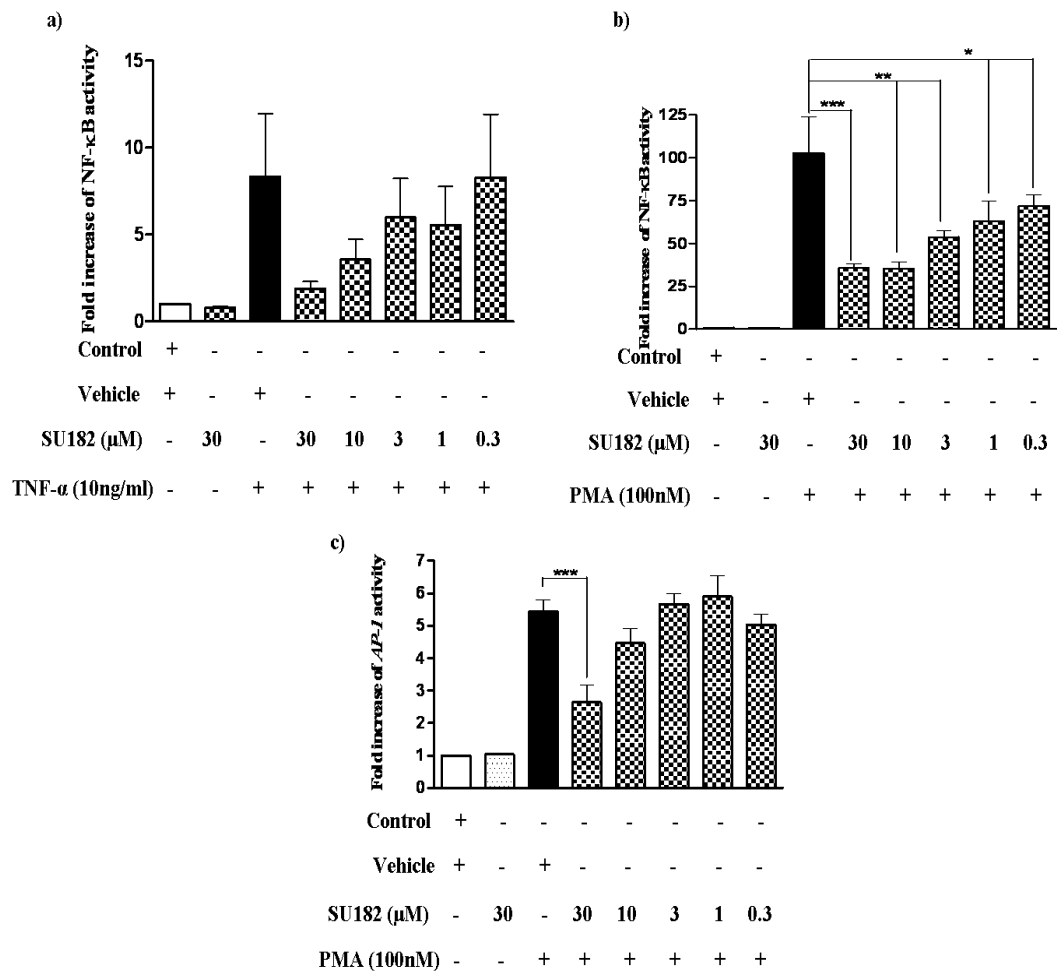 a)
Fold increase of NF-κB activity
15
10
5
0
Control + - - - - - - -
Vehicle + - + - - - - -
SU182 (µM) - 30 - 30 10 3 1 0.3
TNF-α (10ng/ml) - - + + + + + +
b)
*
**
***
Fold increase of NF-κB activity
125
100
75
50
25
0
Control + - - - - - - -
Vehicle + - + - - - - -
SU182 (µM) - 30 - 30 10 3 1 0.3
PMA (100nM) - - + + + + + +
c)
***
Fold increase of AP-1 activity
7
6
5
4
3
2
1
0
Control + - - - - - - -
Vehicle + - + - - - - -
SU182 (µM) - 30 - 30 10 3 1 0.3
PMA (100nM) - - + + + + + +